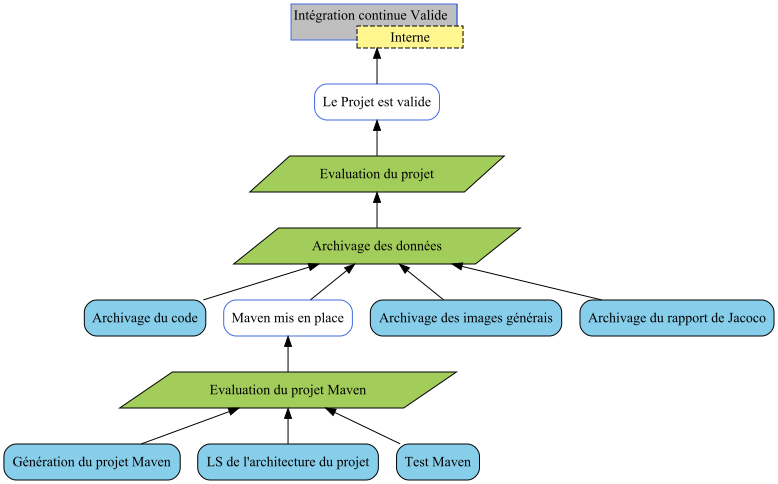 Intégration continue Valide
Interne
Le Projet est valide
Evaluation du projet
Archivage des données
Archivage du code
Maven mis en place
Archivage des images générais
Archivage du rapport de Jacoco
Evaluation du projet Maven
Génération du projet Maven
LS de l'architecture du projet
Test Maven